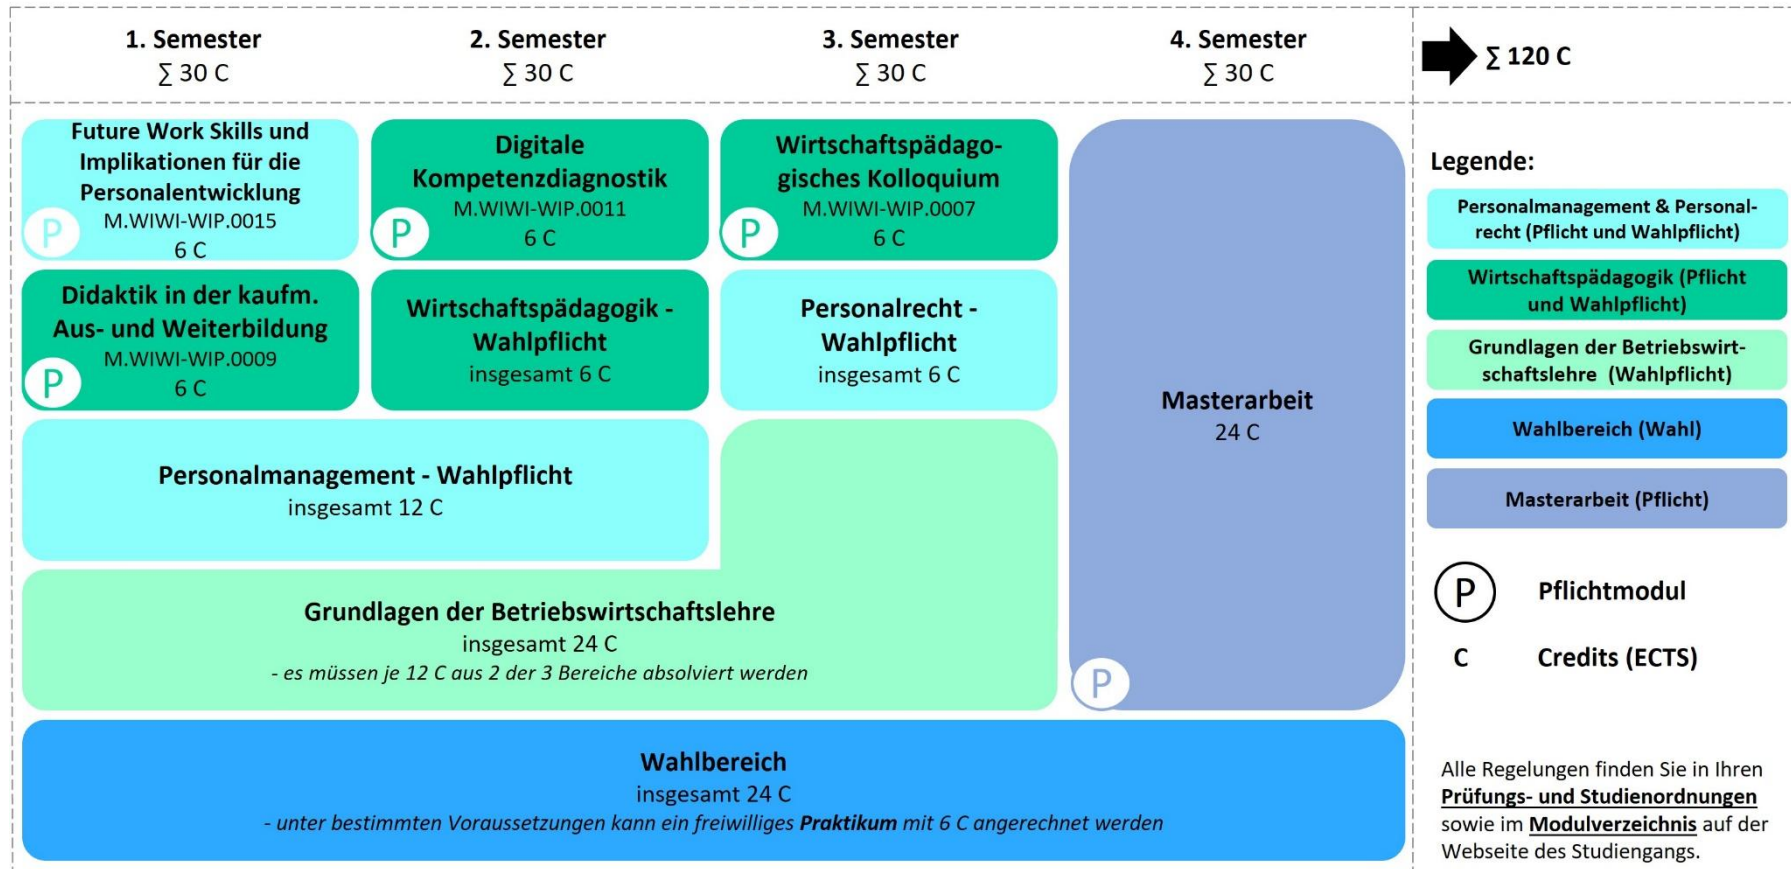 1. Semester
∑ 30 C
2. Semester
∑ 30 C
3. Semester
∑ 30 C
4. Semester
∑ 30 C
∑ 120 C
Future Work Skills und
Implikationen für die
Personalentwicklung
M.WIWI-WIP.0015
6 C
P
Digitale
Kompetenzdiagnostik
M.WIWI-WIP.0011
6 C
P
Wirtschaftspädago-
gisches Kolloquium
M.WIWI-WIP.0007
6 C
P
Didaktik in der kaufm.
Aus- und Weiterbildung
M.WIWI-WIP.0009
6 C
P
Wirtschaftspädagogik -
Wahlpflicht
insgesamt 6 C
Personalrecht -
Wahlpflicht
insgesamt 6 C
Masterarbeit
24 C
P
Personalmanagement - Wahlpflicht
insgesamt 12 C
Grundlagen der Betriebswirtschaftslehre
insgesamt 24 C
- es müssen je 12 C aus 2 der 3 Bereiche absolviert werden
Wahlbereich
insgesamt 24 C
- unter bestimmten Voraussetzungen kann ein freiwilliges Praktikum mit 6 C angerechnet werden
Legende:
Personalmanagement & Personal-
recht (Pflicht und Wahlpflicht)
Wirtschaftspädagogik (Pflicht
und Wahlpflicht)
Grundlagen der Betriebswirt-
schaftslehre (Wahlpflicht)
Wahlbereich (Wahl)
Masterarbeit (Pflicht)
P Pflichtmodul
C Credits (ECTS)
Alle Regelungen finden Sie in Ihren
Prüfungs- und Studienordnungen
sowie im Modulverzeichnis auf der
Webseite des Studiengangs.